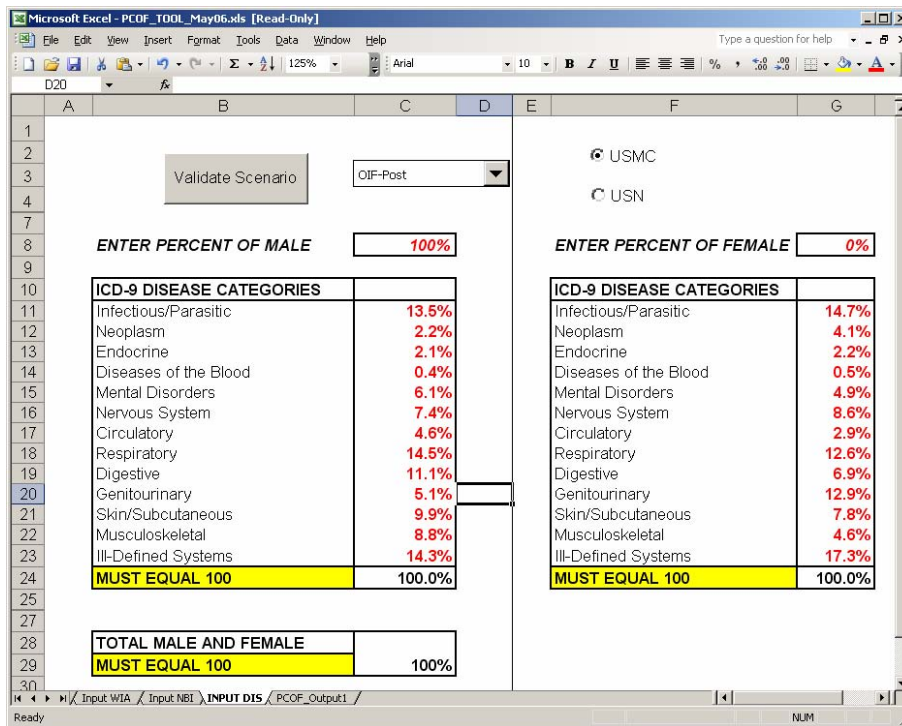 Microsoft Excel - PCOF_TOOL_May06.xls [Read-Only]
File Edit View Insert Format Tools Data Window Help Type a question for help
125% Arial 10 B I U % ,
D20 fx
A B C D E F G
1
2 USMC
3 Validate Scenario OIF-Post
4 USN
7
8 ENTER PERCENT OF MALE 100% ENTER PERCENT OF FEMALE 0%
9
10 ICD-9 DISEASE CATEGORIES ICD-9 DISEASE CATEGORIES
11 Infectious/Parasitic 13.5% Infectious/Parasitic 14.7%
12 Neoplasm 2.2% Neoplasm 4.1%
13 Endocrine 2.1% Endocrine 2.2%
14 Diseases of the Blood 0.4% Diseases of the Blood 0.5%
15 Mental Disorders 6.1% Mental Disorders 4.9%
16 Nervous System 7.4% Nervous System 8.6%
17 Circulatory 4.6% Circulatory 2.9%
18 Respiratory 14.5% Respiratory 12.6%
19 Digestive 11.1% Digestive 6.9%
20 Genitourinary 5.1% Genitourinary 12.9%
21 Skin/Subcutaneous 9.9% Skin/Subcutaneous 7.8%
22 Musculoskeletal 8.8% Musculoskeletal 4.6%
23 Ill-Defined Systems 14.3% Ill-Defined Systems 17.3%
24 MUST EQUAL 100 100.0% MUST EQUAL 100 100.0%
25
27
28 TOTAL MALE AND FEMALE
29 MUST EQUAL 100 100%
30
Input WIA / Input NBI \ INPUT DIS / PCOF_Output1 /
Ready NUM